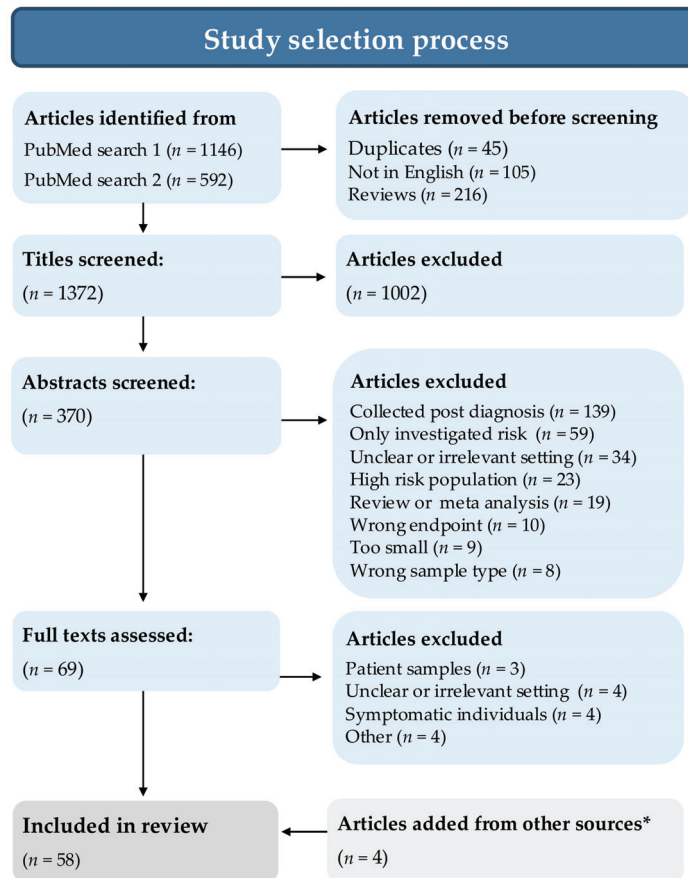 Study selection process
Articles identified from
PubMed search 1 (n = 1146)
PubMed search 2 (n = 592)
Articles removed before screening
Duplicates (n = 45)
Not in English (n = 105)
Reviews (n = 216)
Titles screened:
(n = 1372)
Articles excluded
(n = 1002)
Abstracts screened:
(n = 370)
Articles excluded
Collected post diagnosis (n = 139)
Only investigated risk (n = 59)
Unclear or irrelevant setting (n = 34)
High risk population (n = 23)
Review or meta analysis (n = 19)
Wrong endpoint (n = 10)
Too small (n = 9)
Wrong sample type (n = 8)
Full texts assessed:
(n = 69)
Articles excluded
Patient samples (n = 3)
Unclear or irrelevant setting (n = 4)
Symptomatic individuals (n = 4)
Other (n = 4)
Included in review
(n = 58)
Articles added from other sources*
(n = 4)